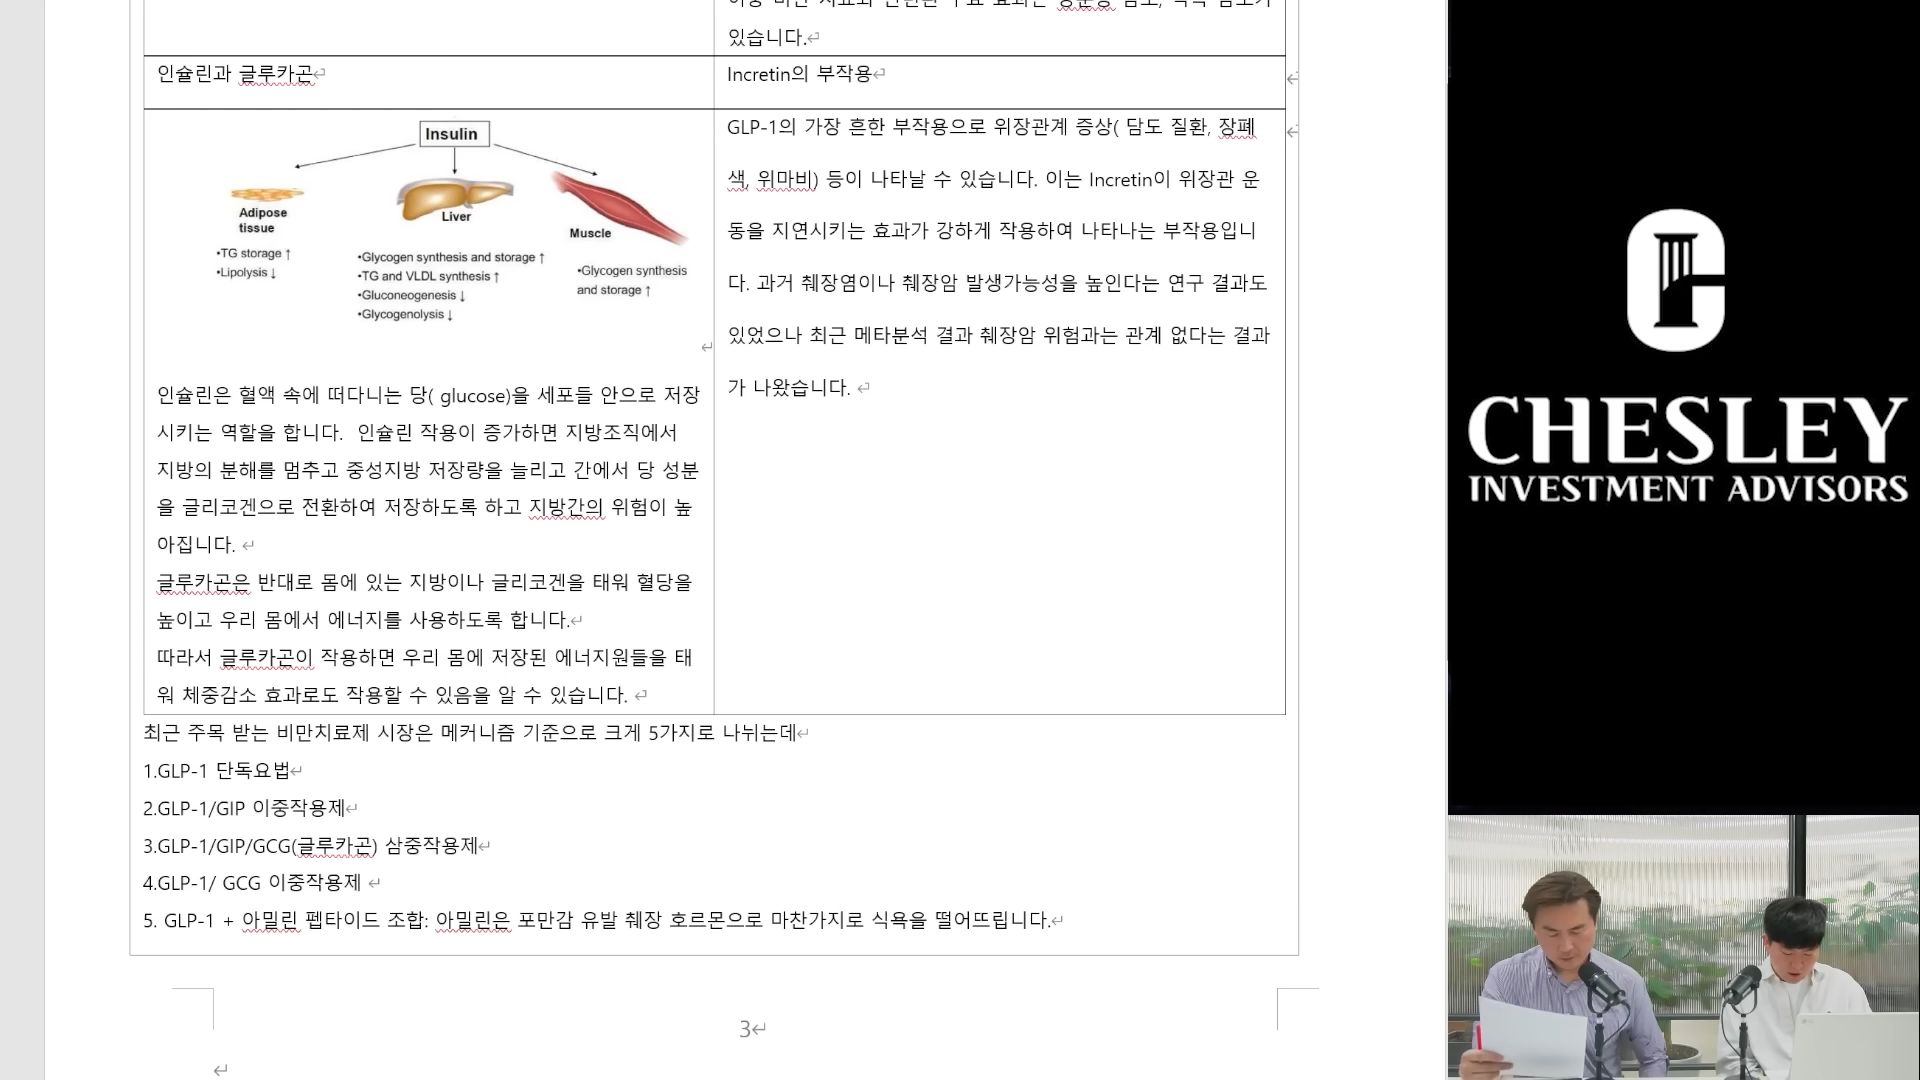 있습니다.
인슐린과 글루카곤
Incretin의 부작용
Insulin
Adipose
tissue
•TG storage ↑
•Lipolysis ↓
Liver
•Glycogen synthesis and storage ↑
•TG and VLDL synthesis ↑
•Gluconeogenesis ↓
•Glycogenolysis ↓
Muscle
•Glycogen synthesis
and storage ↑
인슐린은 혈액 속에 떠다니는 당( glucose)을 세포들 안으로 저장
시키는 역할을 합니다.  인슐린 작용이 증가하면 지방조직에서
지방의 분해를 멈추고 중성지방 저장량을 늘리고 간에서 당 성분
을 글리코겐으로 전환하여 저장하도록 하고 지방간의 위험이 높
아집니다.
글루카곤은 반대로 몸에 있는 지방이나 글리코겐을 태워 혈당을
높이고 우리 몸에서 에너지를 사용하도록 합니다.
따라서 글루카곤이 작용하면 우리 몸에 저장된 에너지원들을 태
워 체중감소 효과로도 작용할 수 있음을 알 수 있습니다.
GLP-1의 가장 흔한 부작용으로 위장관계 증상( 담도 질환, 장폐
색, 위마비) 등이 나타날 수 있습니다. 이는 Incretin이 위장관 운
동을 지연시키는 효과가 강하게 작용하여 나타나는 부작용입니
다. 과거 췌장염이나 췌장암 발생가능성을 높인다는 연구 결과도
있었으나 최근 메타분석 결과 췌장암 위험과는 관계 없다는 결과
가 나왔습니다.
최근 주목 받는 비만치료제 시장은 메커니즘 기준으로 크게 5가지로 나뉘는데
1.GLP-1 단독요법
2.GLP-1/GIP 이중작용제
3.GLP-1/GIP/GCG(글루카곤) 삼중작용제
4.GLP-1/ GCG 이중작용제
5. GLP-1 + 아밀린 펩타이드 조합: 아밀린은 포만감 유발 췌장 호르몬으로 마찬가지로 식욕을 떨어뜨립니다.
3
CHESLEY
INVESTMENT ADVISORS